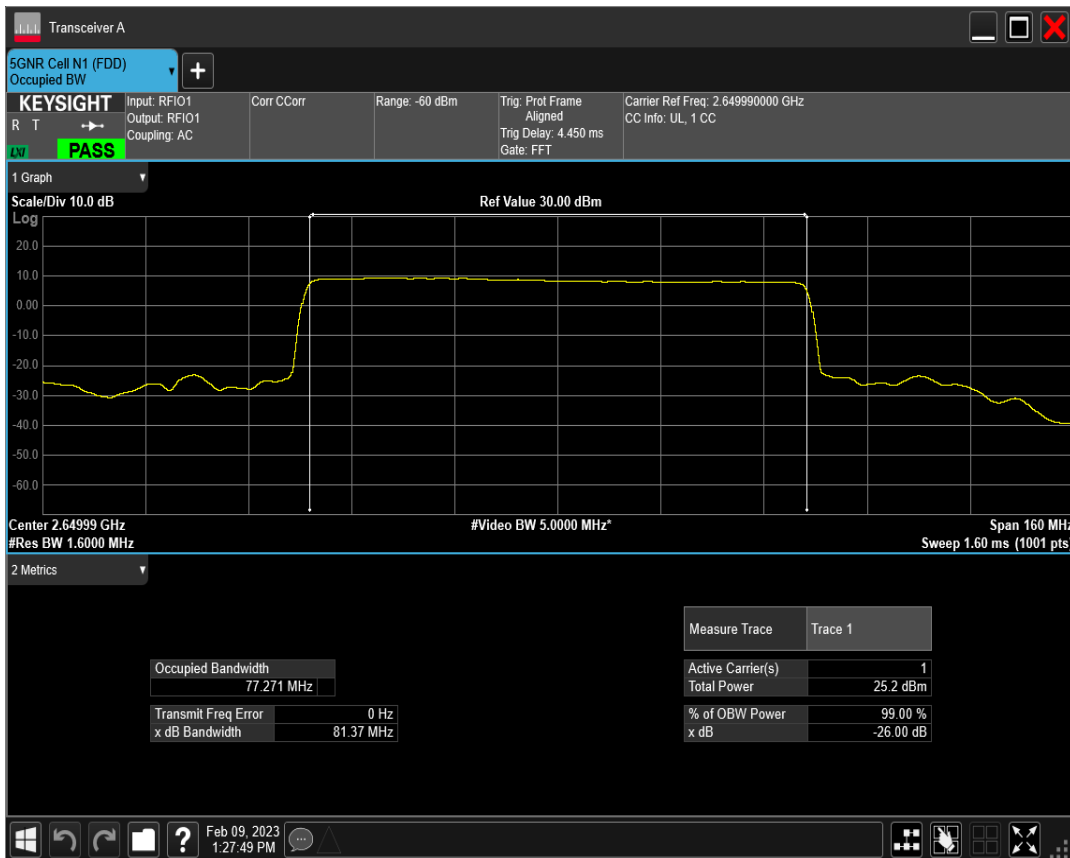 Transceiver A
5GNR Cell N1 (FDD)
Occupied BW
+
KEYSIGHT
R T
LXI
PASS
Input: RFIO1
Output: RFIO1
Coupling: AC
Corr CCorr
Range: -60 dBm
Trig: Prot Frame
Aligned
Trig Delay: 4.450 ms
Gate: FFT
Carrier Ref Freq: 2.649990000 GHz
CC Info: UL, 1 CC
1 Graph
Scale/Div 10.0 dB
Ref Value 30.00 dBm
Log
20.0
10.0
0.00
-10.0
-20.0
-30.0
-40.0
-50.0
-60.0
Center 2.64999 GHz
#Video BW 5.0000 MHz*
Span 160 MHz
#Res BW 1.6000 MHz
Sweep 1.60 ms (1001 pts)
2 Metrics
Measure Trace Trace 1
Occupied Bandwidth
77.271 MHz
Active Carrier(s) 1
Total Power 25.2 dBm
Transmit Freq Error 0 Hz
x dB Bandwidth 81.37 MHz
% of OBW Power 99.00 %
x dB -26.00 dB
?
Feb 09, 2023
1:27:49 PM